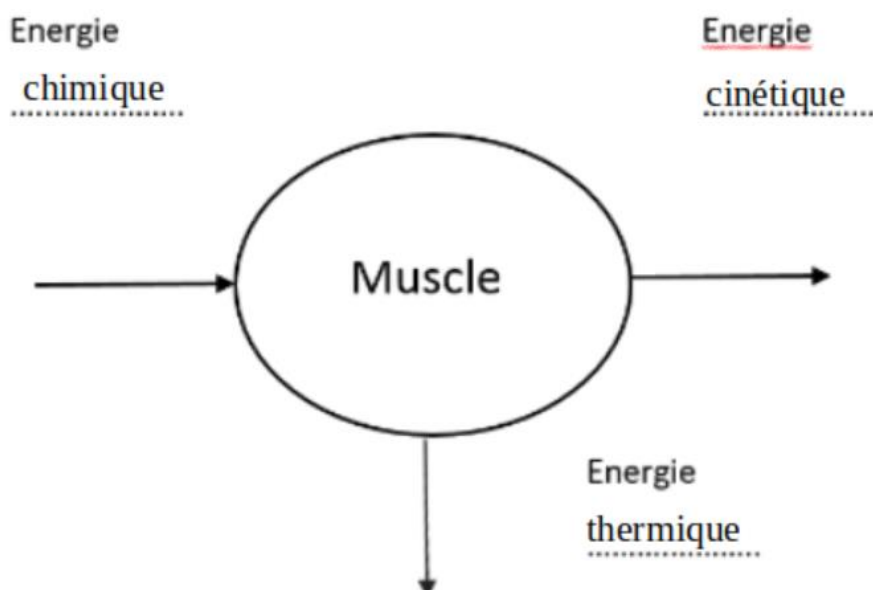 Energie
chimique
Energie
cinétique
Muscle
Energie
thermique